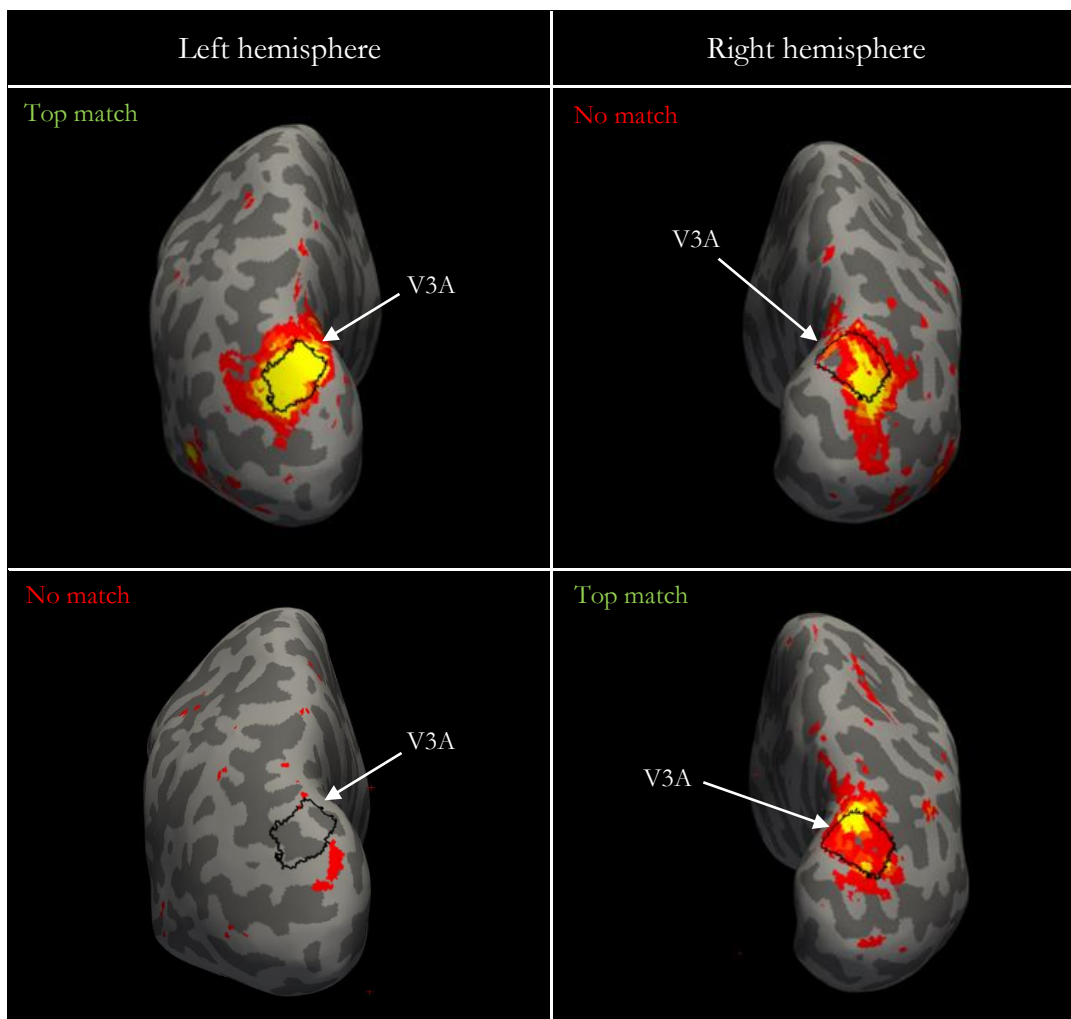 Left hemisphere
Right hemisphere
Top match
No match
V3A
V3A
No match
Top match
V3A
V3A